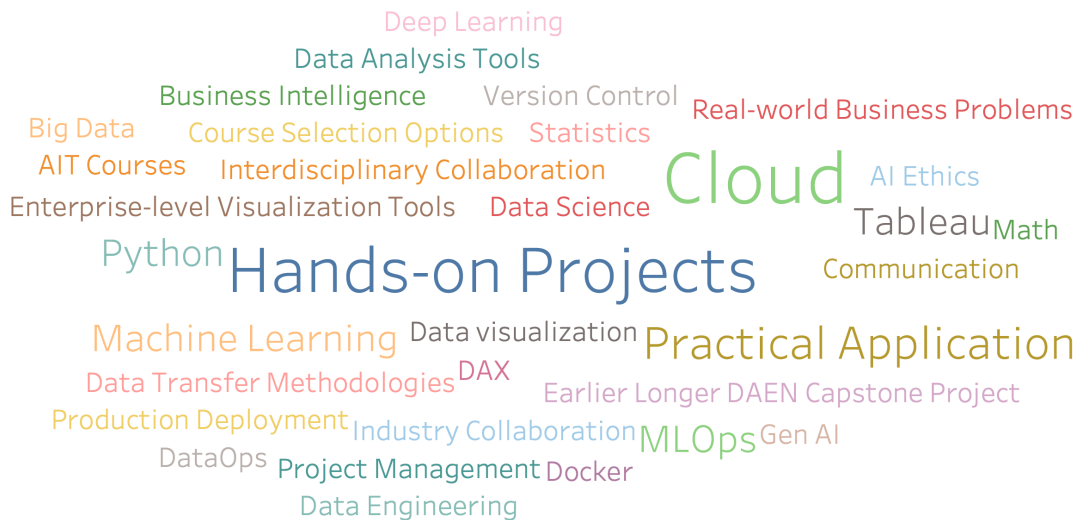 Deep Learning
Data Analysis Tools
Business Intelligence
Version Control
Real-world Business Problems
Big Data
Course Selection Options
Statistics
AIT Courses
Interdisciplinary Collaboration
Cloud
AI Ethics
Enterprise-level Visualization Tools
Data Science
Tableau
Math
Python
Hands-on Projects
Communication
Machine Learning
Data visualization
Practical Application
Data Transfer Methodologies
DAX
Earlier Longer DAEN Capstone Project
Production Deployment
Industry Collaboration
MLOps
Gen AI
DataOps
Project Management
Docker
Data Engineering